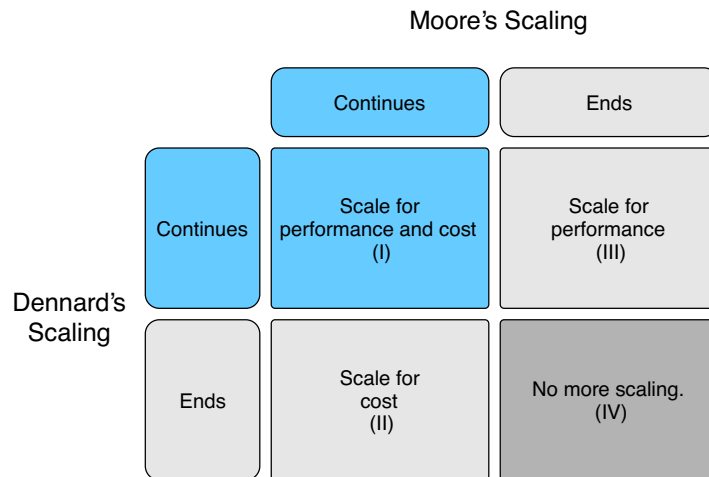 Moore’s Scaling
Continues
Ends
Continues
Scale for
performance and cost
(I)
Scale for
performance
(III)
Dennard’s
Scaling
Ends
Scale for
cost
(II)
No more scaling.
(IV)